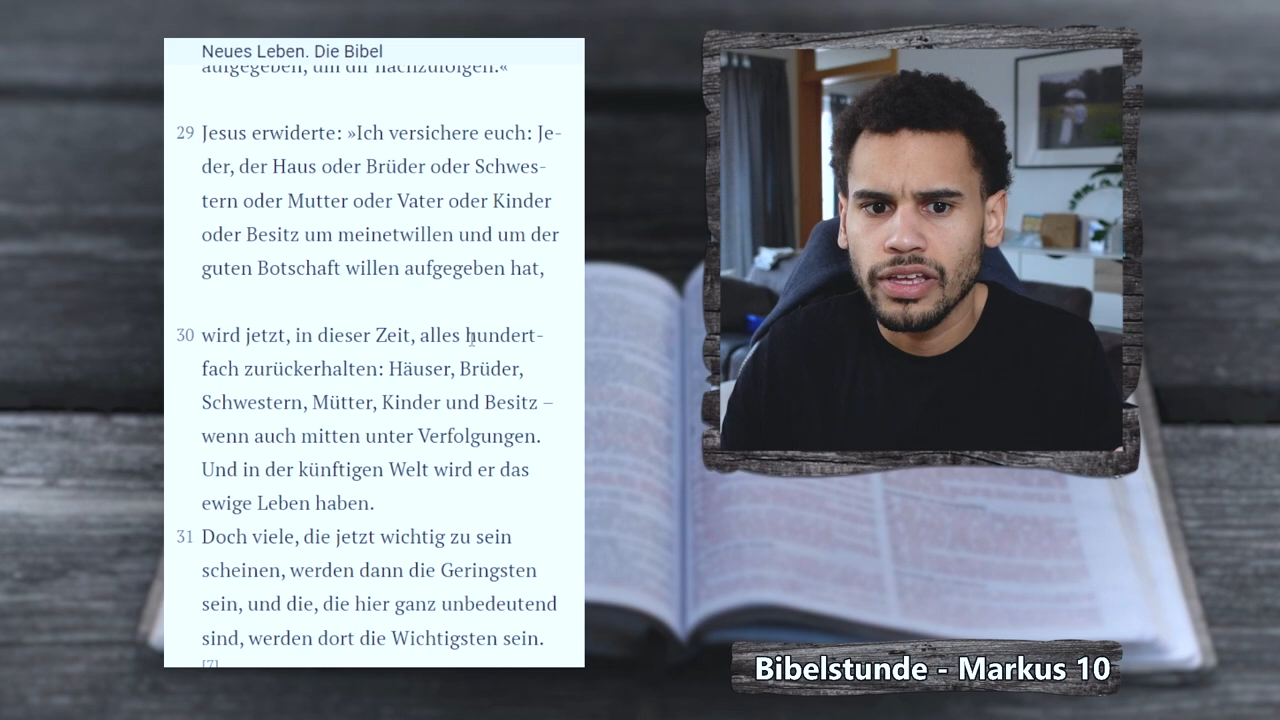 Neues Leben. Die Bibel
aufgegeben, um dir nachzufolgen.«
29 Jesus erwiderte: »Ich versichere euch: Je-
der, der Haus oder Brüder oder Schwes-
tern oder Mutter oder Vater oder Kinder
oder Besitz um meinetwillen und um der
guten Botschaft willen aufgegeben hat,
30 wird jetzt, in dieser Zeit, alles hundert-
fach zurückerhalten: Häuser, Brüder,
Schwestern, Mütter, Kinder und Besitz –
wenn auch mitten unter Verfolgungen.
Und in der künftigen Welt wird er das
ewige Leben haben.
31 Doch viele, die jetzt wichtig zu sein
scheinen, werden dann die Geringsten
sein, und die, die hier ganz unbedeutend
sind, werden dort die Wichtigsten sein.
[7]
Bibelstunde - Markus 10